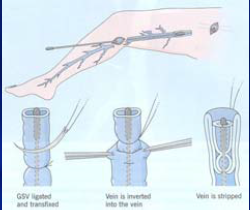 GSV ligated
and transfixed
Vein is inverted
into the vein
Vein is stripped